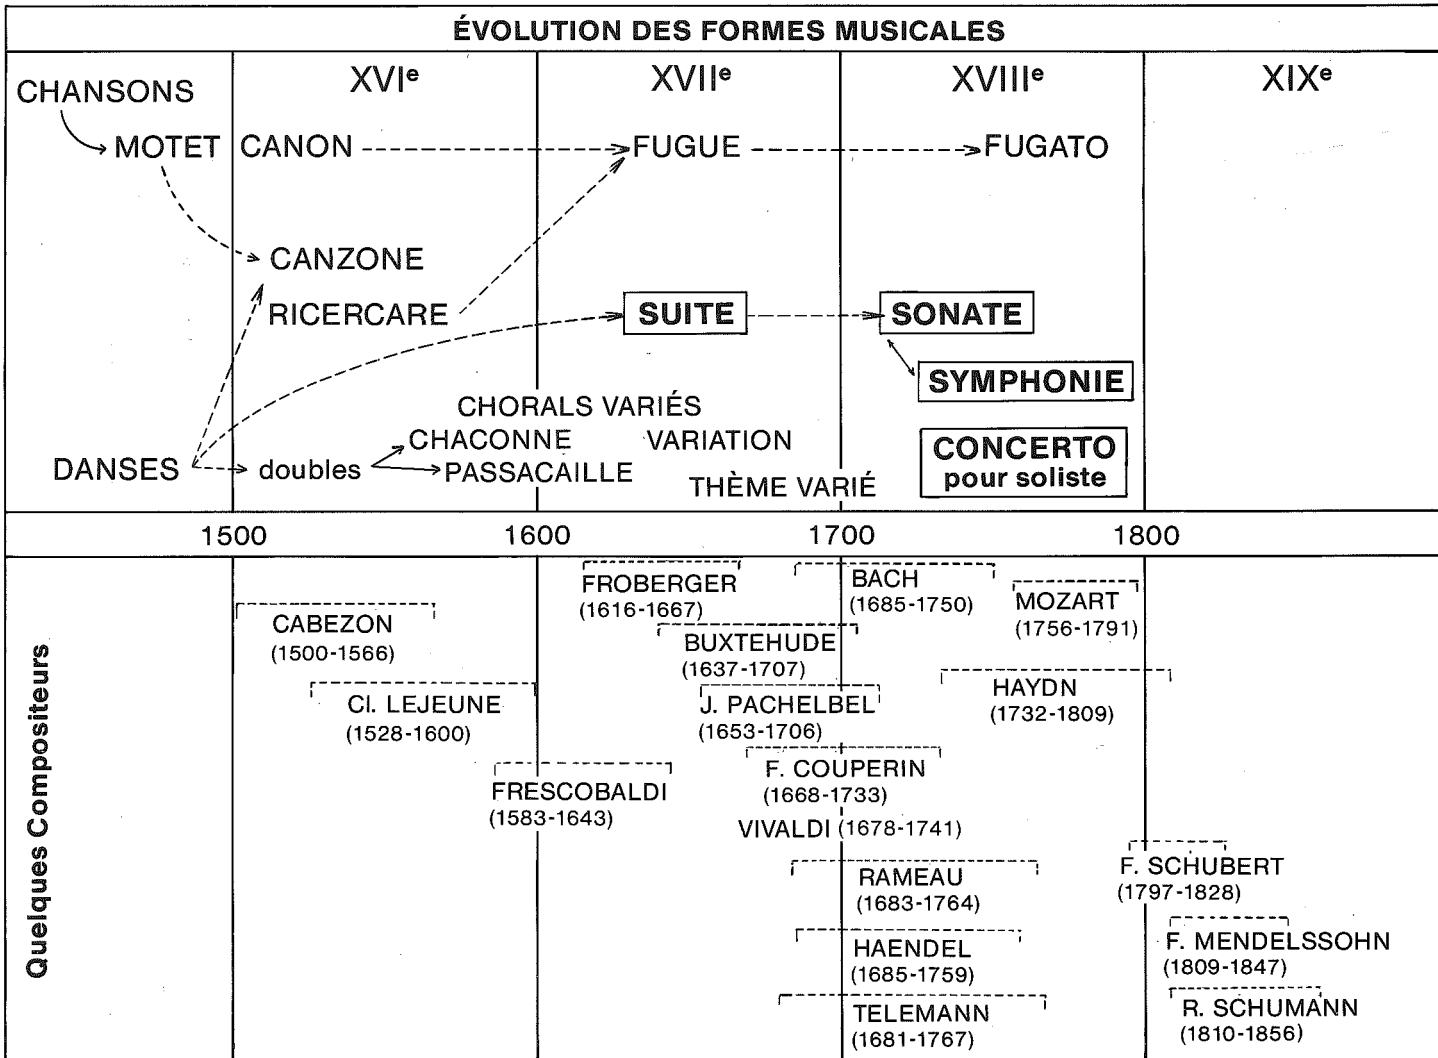 ÉVOLUTION DES FORMES MUSICALES
XVIe
XVIIe
XVIIIe
XIXe
CHANSONS
MOTET
CANON
FUGUE
FUGATO
CANZONE
RICERCARE
SUITE
SONATE
SYMPHONIE
CHORALS VARIÉS
CHACONNE
VARIATION
CONCERTO
pour soliste
DANSES
doubles
PASSACAILLE
THÈME VARIÉ
1500
1600
1700
1800
Quelques Compositeurs
FROBERGER
(1616-1667)
BACH
(1685-1750)
MOZART
(1756-1791)
CABEZON
(1500-1566)
BUXTEHUDE
(1637-1707)
Cl. LEJEUNE
(1528-1600)
J. PACHELBEL
(1653-1706)
HAYDN
(1732-1809)
FRESCOBALDI
(1583-1643)
F. COUPERIN
(1668-1733)
VIVALDI (1678-1741)
RAMEAU
(1683-1764)
F. SCHUBERT
(1797-1828)
HAENDEL
(1685-1759)
F. MENDELSSOHN
(1809-1847)
TELEMANN
(1681-1767)
R. SCHUMANN
(1810-1856)